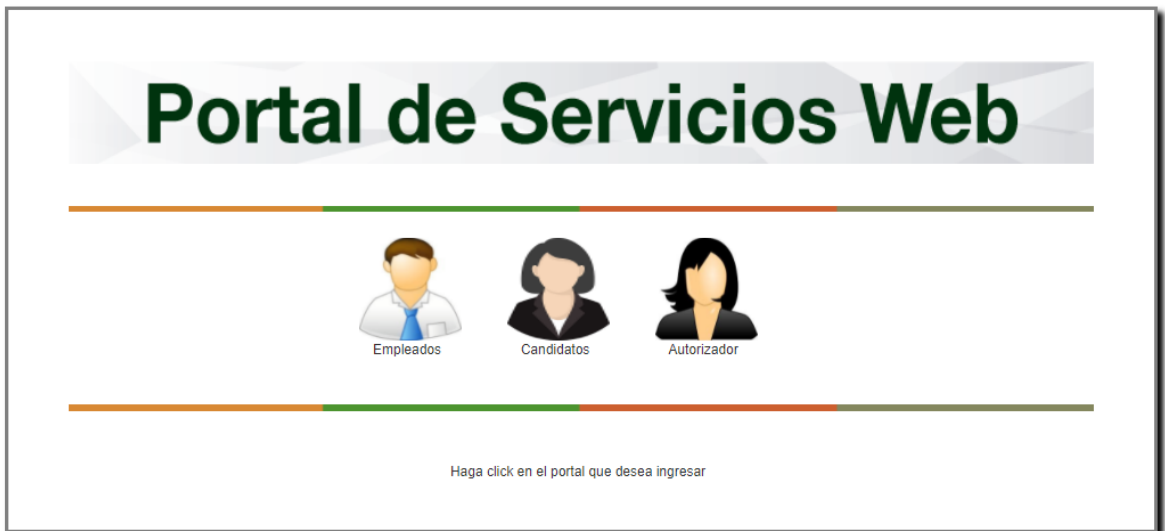 Portal de Servicios Web
Empleados
Candidatos
Autorizador
Haga click en el portal que desea ingresar